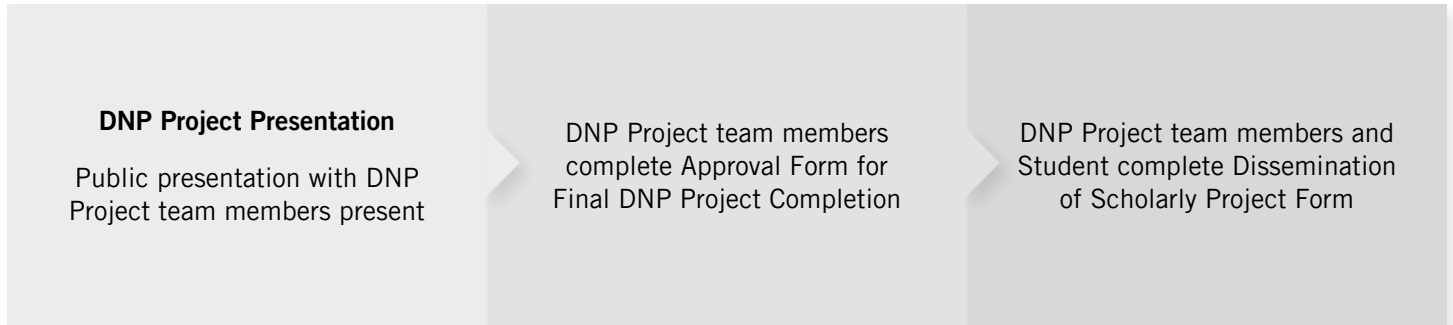 DNP Project Presentation
Public presentation with DNP
Project team members present
DNP Project team members
complete Approval Form for
Final DNP Project Completion
DNP Project team members and
Student complete Dissemination
of Scholarly Project Form